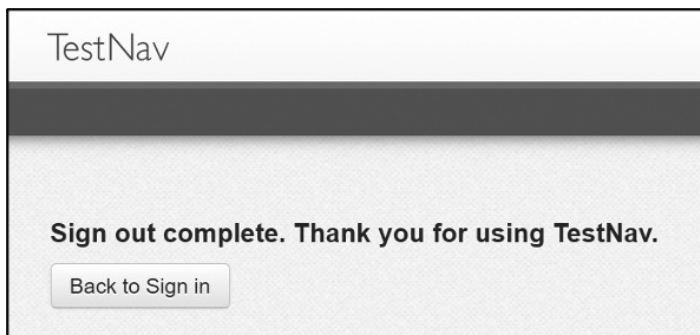 TestNav
Sign out complete. Thank you for using TestNav.
Back to Sign in